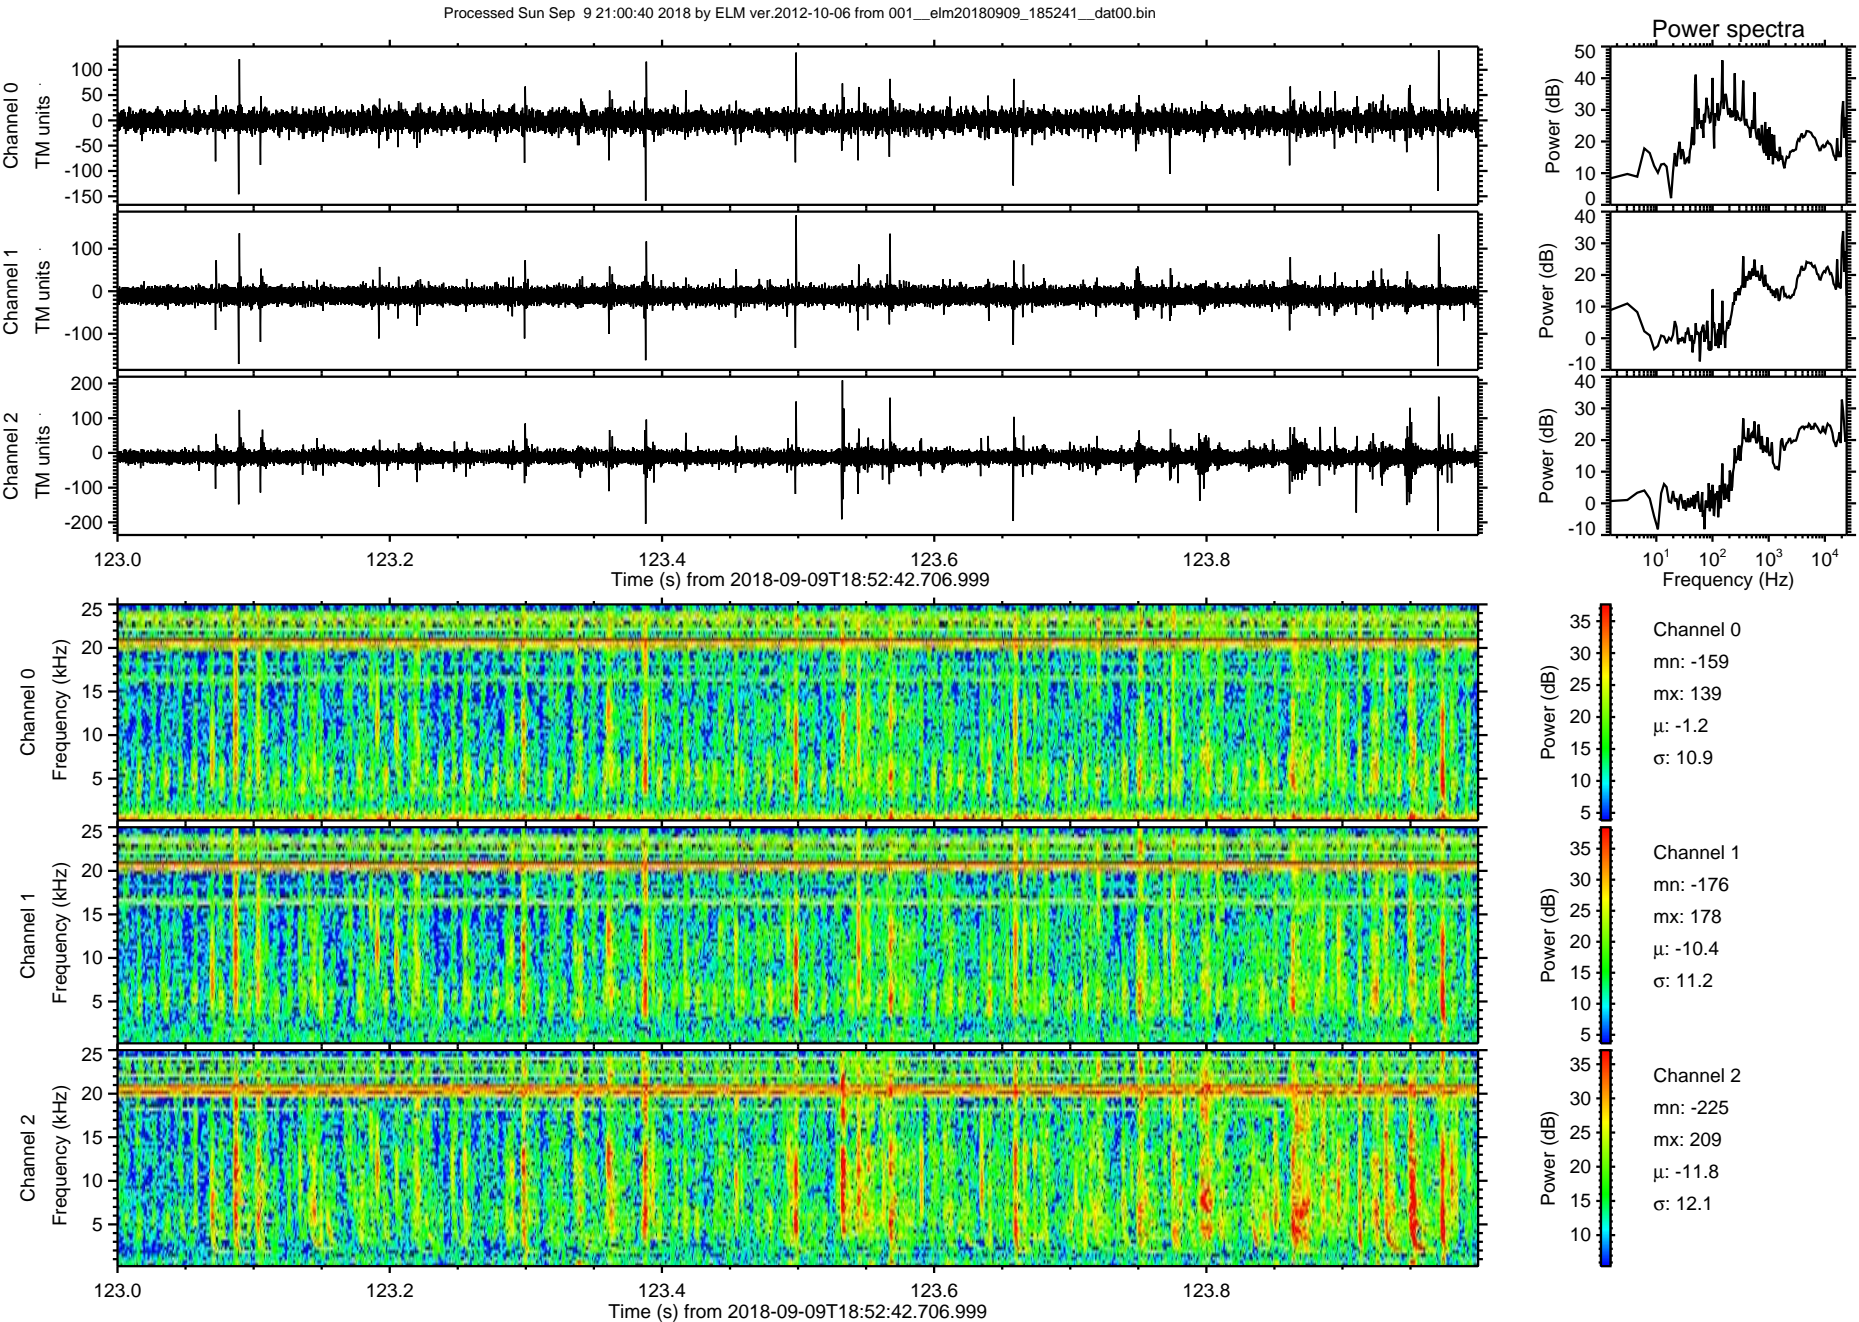 Processed Sun Sep  9 21:00:40 2018 by ELM ver.2012-10-06 from 001__elm20180909_185241__dat00.bin
Power spectra
Channel 0
TM units
100
50
0
-50
-100
-150
Power (dB)
50
40
30
20
10
0
Channel 1
TM units
100
0
-100
Power (dB)
40
30
20
10
0
-10
Channel 2
TM units
200
100
0
-100
-200
Power (dB)
40
30
20
10
0
-10
123.0 123.2 123.4 123.6 123.8
Time (s) from 2018-09-09T18:52:42.706.999
10¹ 10² 10³ 10⁴
Frequency (Hz)
Channel 0
Frequency (kHz)
25
20
15
10
5
Power (dB)
35
30
25
20
15
10
5
Channel 0
mn: -159
mx: 139
μ: -1.2
σ: 10.9
Channel 1
Frequency (kHz)
25
20
15
10
5
Power (dB)
35
30
25
20
15
10
5
Channel 1
mn: -176
mx: 178
μ: -10.4
σ: 11.2
Channel 2
Frequency (kHz)
25
20
15
10
5
Power (dB)
35
30
25
20
15
10
Channel 2
mn: -225
mx: 209
μ: -11.8
σ: 12.1
123.0 123.2 123.4 123.6 123.8
Time (s) from 2018-09-09T18:52:42.706.999